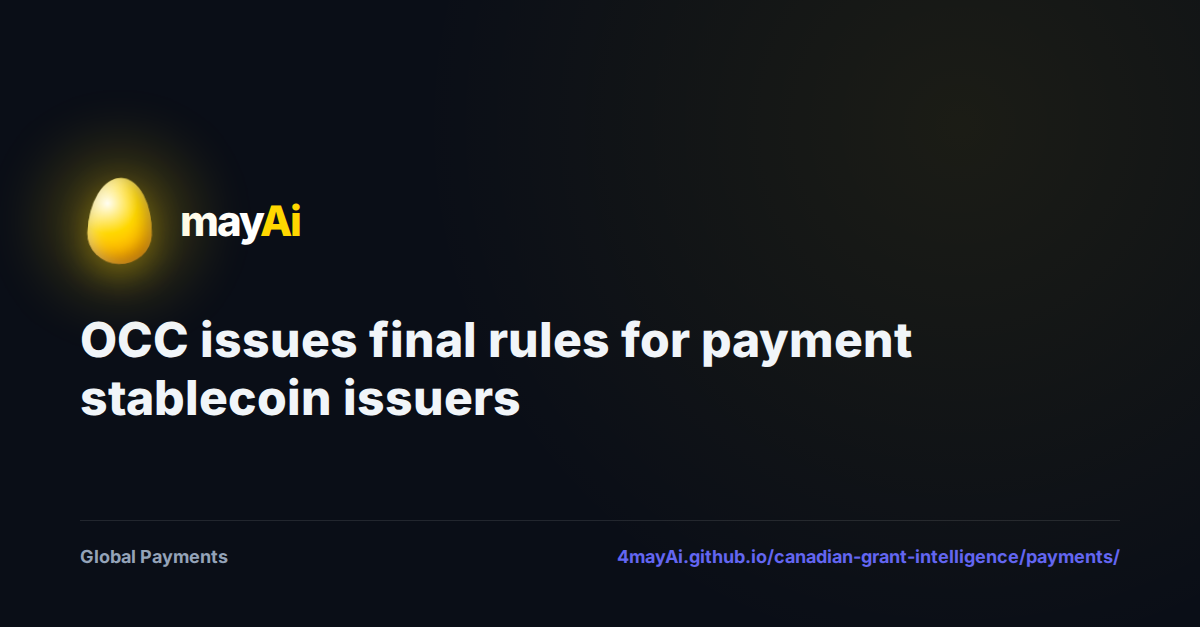 mayAi
OCC issues final rules for payment
stablecoin issuers
Global Payments
4mayAi.github.io/canadian-grant-intelligence/payments/